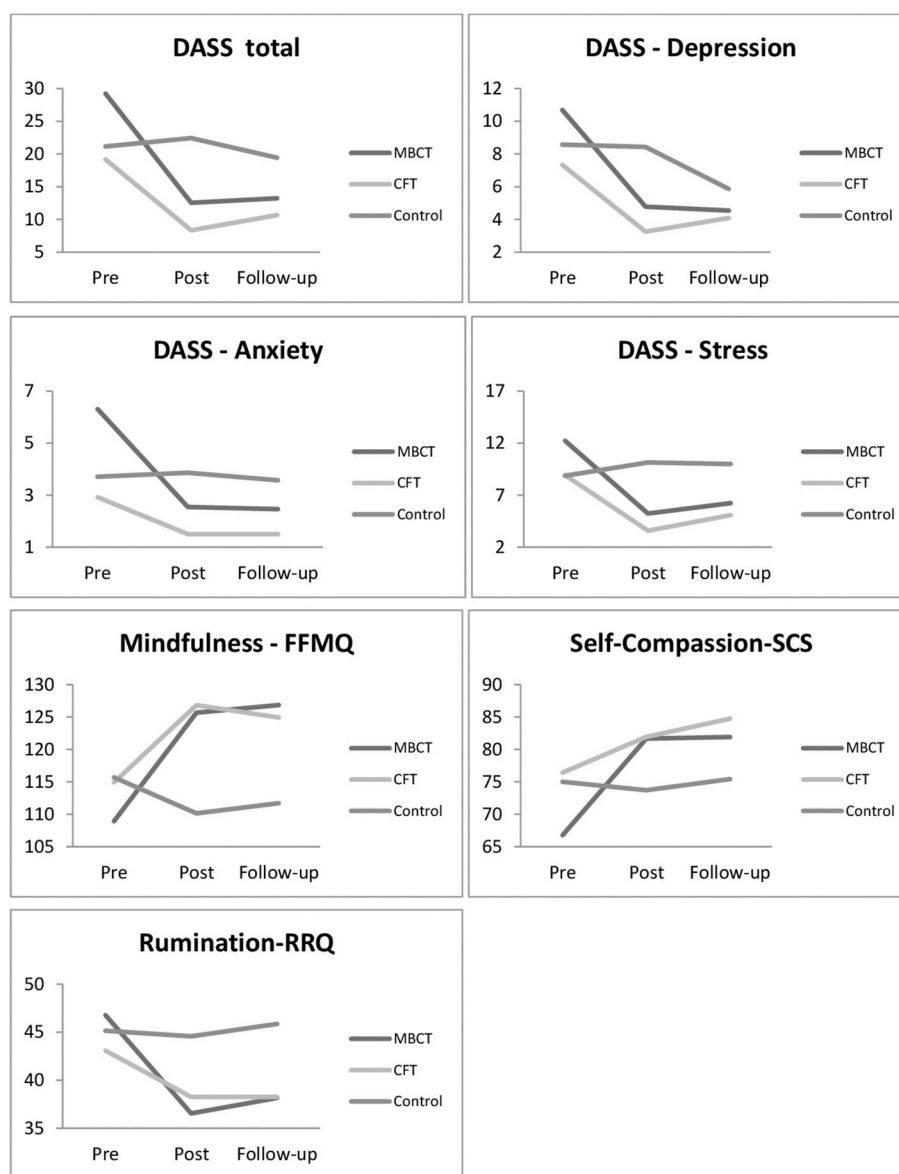 DASS  total
30
25
20
15
10
5
Pre Post Follow-up
MBCT
CFT
Control
DASS - Depression
12
10
8
6
4
2
Pre Post Follow-up
MBCT
CFT
Control
DASS - Anxiety
7
5
3
1
Pre Post Follow-up
MBCT
CFT
Control
DASS - Stress
17
12
7
2
Pre Post Follow-up
MBCT
CFT
Control
Mindfulness - FFMQ
130
125
120
115
110
105
Pre Post Follow-up
MBCT
CFT
Control
Self-Compassion-SCS
90
85
80
75
70
65
Pre Post Follow-up
MBCT
CFT
Control
Rumination-RRQ
50
45
40
35
Pre Post Follow-up
MBCT
CFT
Control